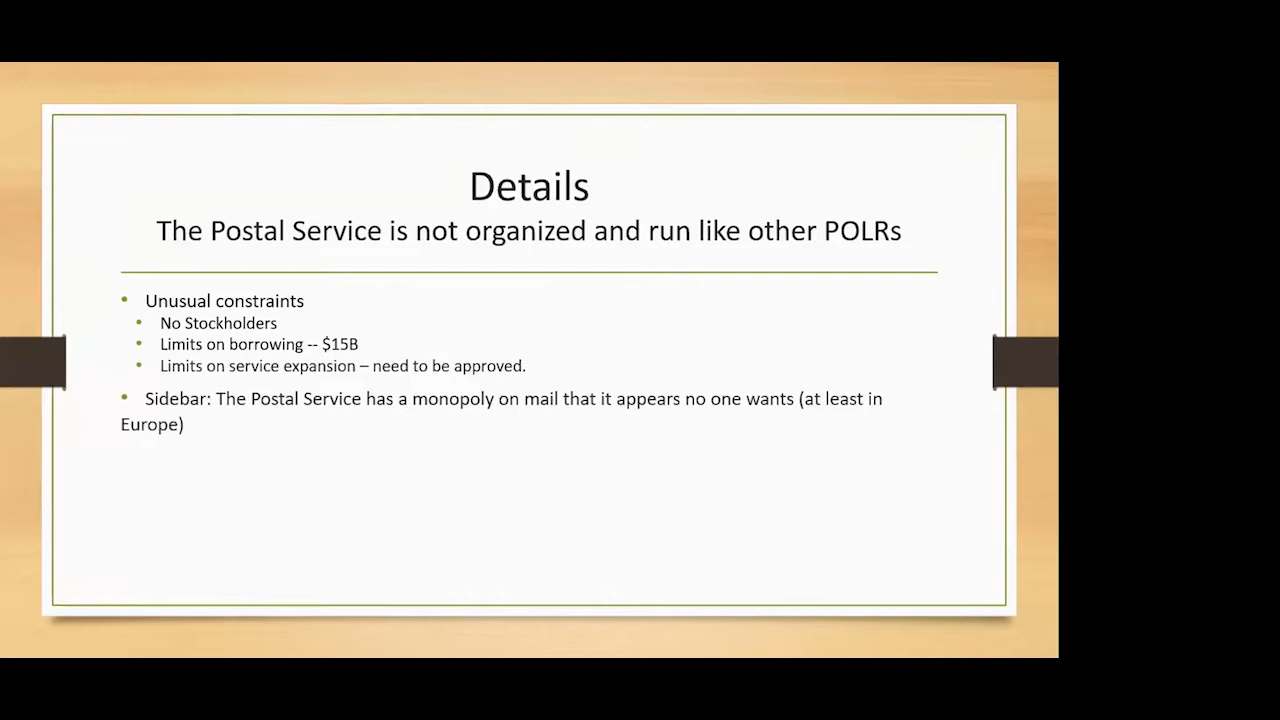 Details
The Postal Service is not organized and run like other POLRs
• Unusual constraints
• No Stockholders
• Limits on borrowing -- $15B
• Limits on service expansion – need to be approved.
• Sidebar: The Postal Service has a monopoly on mail that it appears no one wants (at least in
Europe)